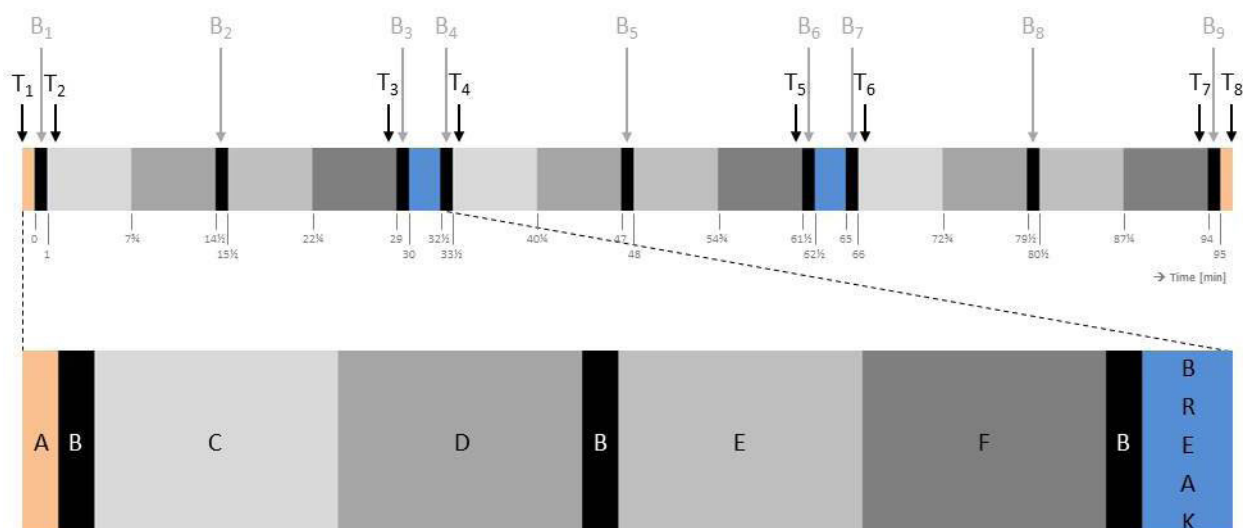 B₁ B₂ B₃ B₄ B₅ B₆ B₇ B₈ B₉
T₁ T₂ T₃ T₄ T₅ T₆ T₇ T₈
0 7¾ 14½ 22¼ 29 32½ 40¼ 47 54¾ 61½ 65 72¾ 79½ 87¼ 94
1 15½ 30 33½ 48 62½ 66 80½ 95
→ Time [min]
A B C D B E F B
B
R
E
A
K